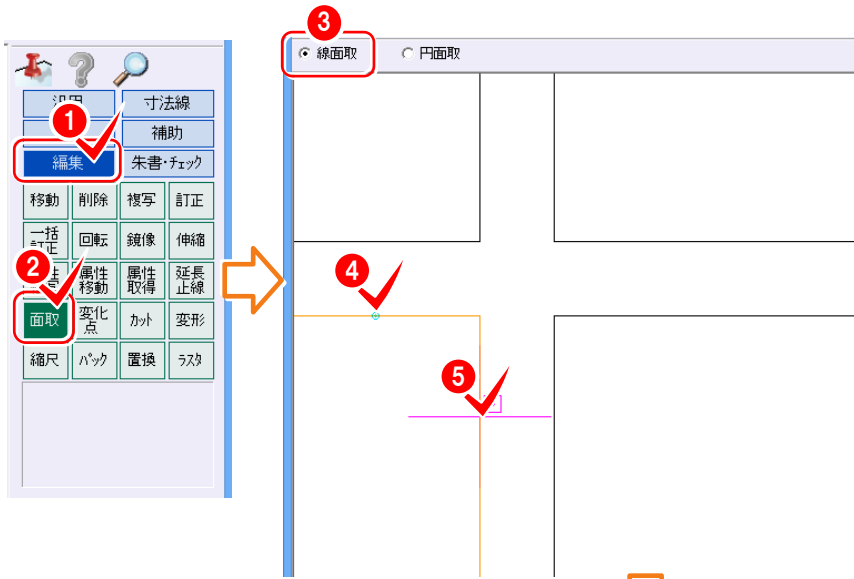 3
線面取 円面取
寸法線
1
補助
編集 朱書・チェック
移動 削除 複写 訂正
一括 回転 鏡像 伸縮
訂正
2
属性 属性 延長
移動 取得 止線
面取 変化 カット 変形
点
縮尺 パック 置換 ラスタ
4
5